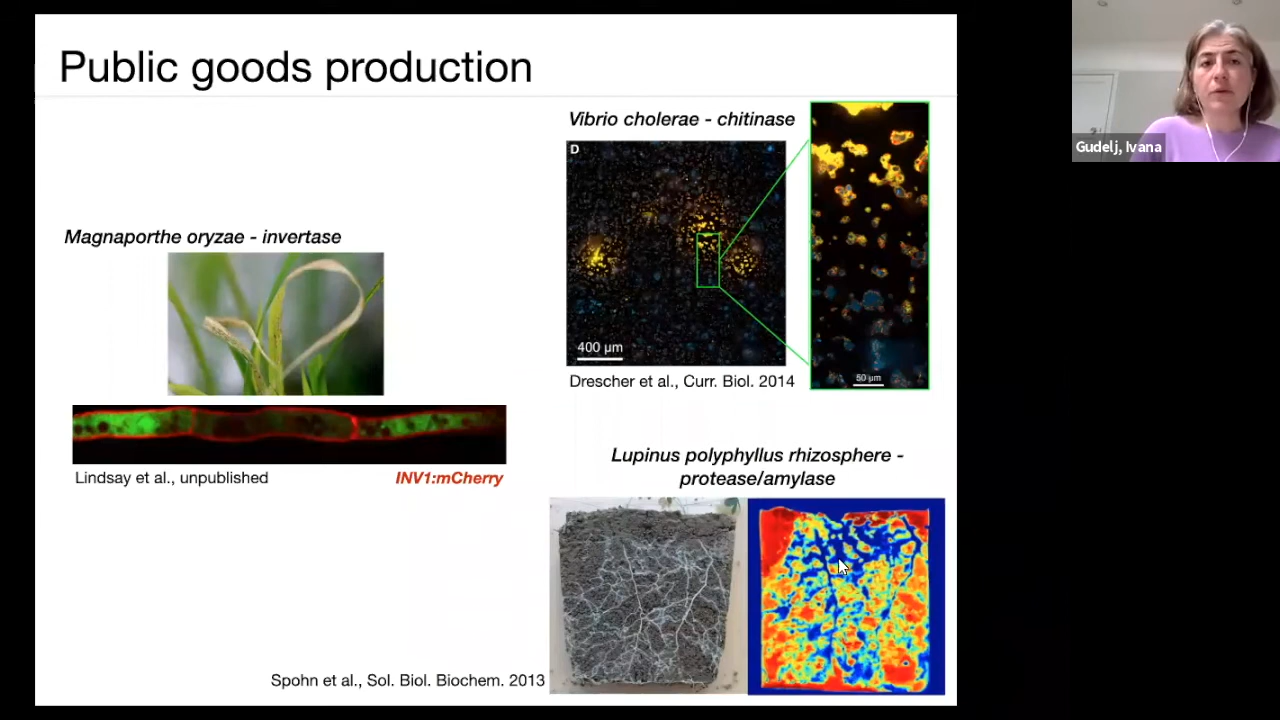 Public goods production
Vibrio cholerae - chitinase
D
400 µm
50 µm
Drescher et al., Curr. Biol. 2014
Magnaporthe oryzae - invertase
Lindsay et al., unpublished
INV1:mCherry
Lupinus polyphyllus rhizosphere -
protease/amylase
Spohn et al., Sol. Biol. Biochem. 2013
Gudelj, Ivana